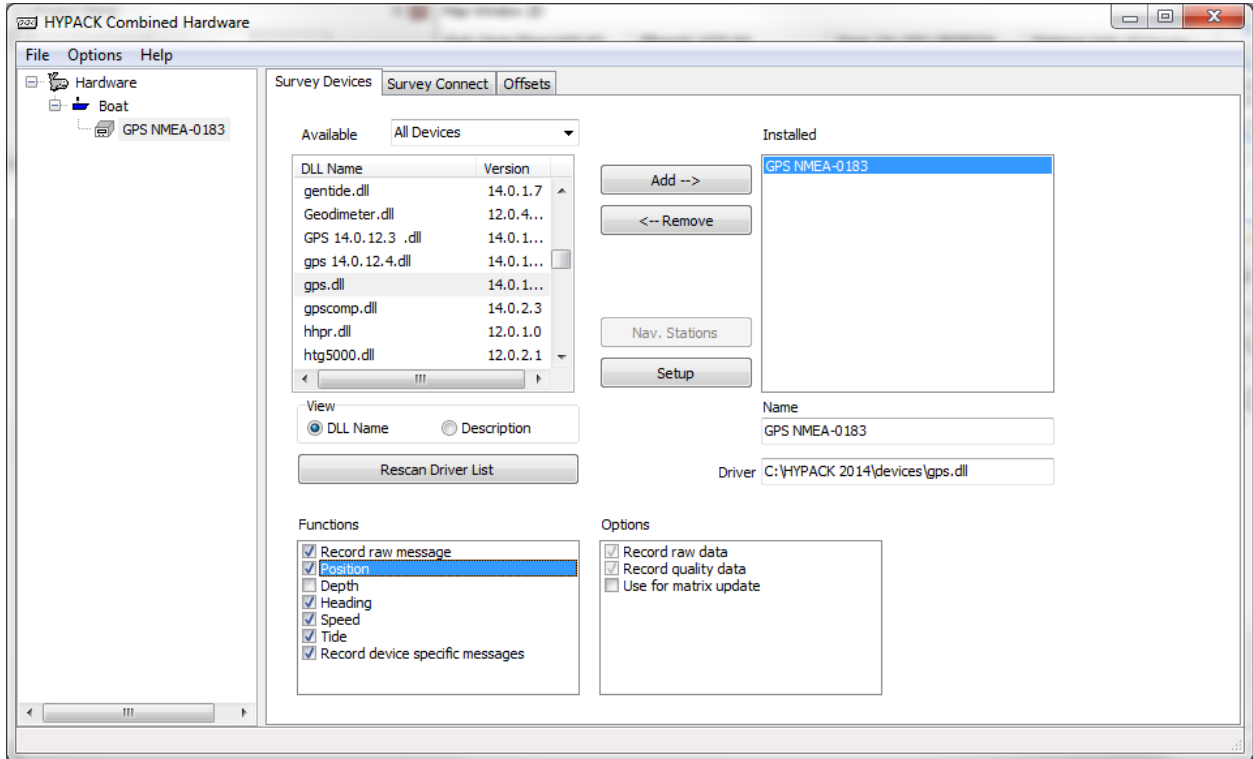 HYPACK Combined Hardware
File Options Help
Hardware
Boat
GPS NMEA-0183
Survey Devices Survey Connect Offsets
Available All Devices
DLL Name Version
gentide.dll 14.0.1.7
Geodimeter.dll 12.0.4...
GPS 14.0.12.3 .dll 14.0.1...
gps 14.0.12.4.dll 14.0.1...
gps.dll 14.0.1...
gpscomp.dll 14.0.2.3
hhpr.dll 12.0.1.0
htg5000.dll 12.0.2.1
View
DLL Name Description
Rescan Driver List
Add -->
<-- Remove
Nav. Stations
Setup
Installed
GPS NMEA-0183
Name
GPS NMEA-0183
Driver C:\HYPACK 2014\devices\gps.dll
Functions
Record raw message
Position
Depth
Heading
Speed
Tide
Record device specific messages
Options
Record raw data
Record quality data
Use for matrix update